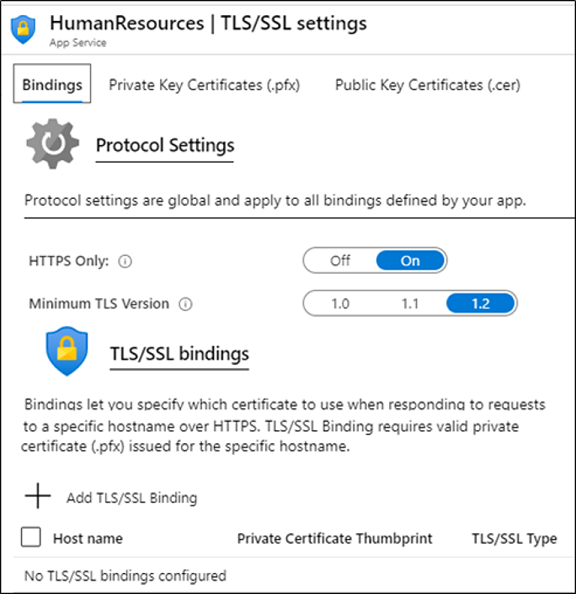 HumanResources | TLS/SSL settings
App Service
Bindings Private Key Certificates (.pfx) Public Key Certificates (.cer)
Protocol Settings
Protocol settings are global and apply to all bindings defined by your app.
HTTPS Only: Off On
Minimum TLS Version 1.0 1.1 1.2
TLS/SSL bindings
Bindings let you specify which certificate to use when responding to requests
to a specific hostname over HTTPS. TLS/SSL Binding requires valid private
certificate (.pfx) issued for the specific hostname.
Add TLS/SSL Binding
Host name Private Certificate Thumbprint TLS/SSL Type
No TLS/SSL bindings configured